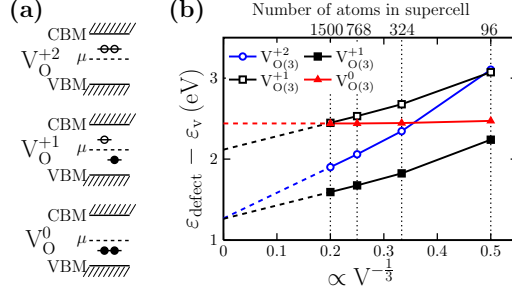 (a)
CBM
V_O^{+2} μ
VBM
CBM
V_O^{+1} μ
VBM
CBM
V_O^0 μ
VBM
(b)
Number of atoms in supercell
1500 768 324 96
V_{O(3)}^{+2} V_{O(3)}^{+1}
V_{O(3)}^{+1} V_{O(3)}^0
ε_defect − ε_v (eV)
3
2
1
0 0.1 0.2 0.3 0.4 0.5
∝ V^{-1/3}